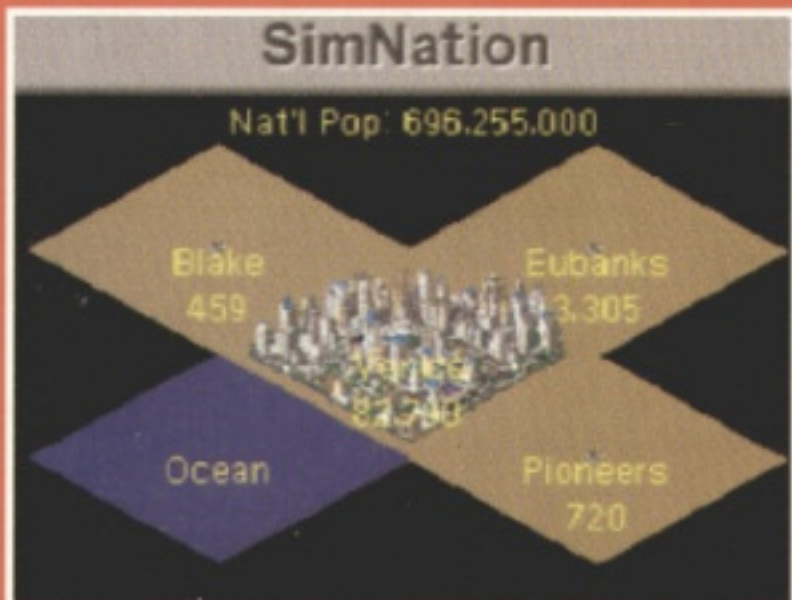 SimNation
Nat'l Pop: 696.255.000
Blake
459
Eubanks
3.305
Ocean
Pioneers
720